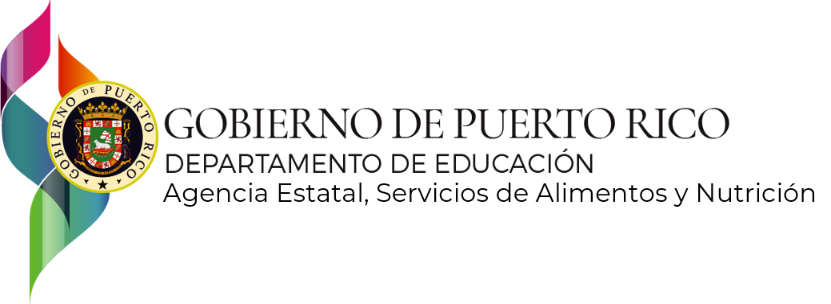 GOBIERNO DE PUERTO RICO
GOBIERNO DE PUERTO RICO
DEPARTAMENTO DE EDUCACIÓN
Agencia Estatal, Servicios de Alimentos y Nutrición